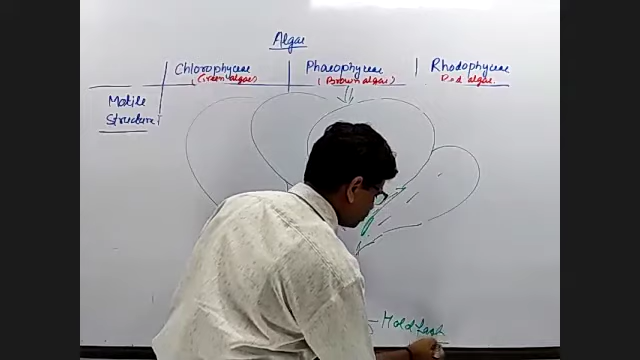 Algae
Chlorophyceae
(Green algae)
Phaeophyceae
(Brown algae)
Rhodophyceae
Red algae
Motile
Structure
- Holdfast